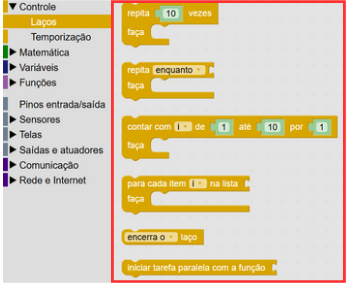 Controle
Laços
Temporização
Matemática
Variáveis
Funções
Pinos entrada/saída
Sensores
Telas
Saídas e atuadores
Comunicação
Rede e Internet
repita 10 vezes
faça
repita enquanto
faça
contar com i de 1 até 10 por 1
faça
para cada item i na lista
faça
encerra o laço
iniciar tarefa paralela com a função